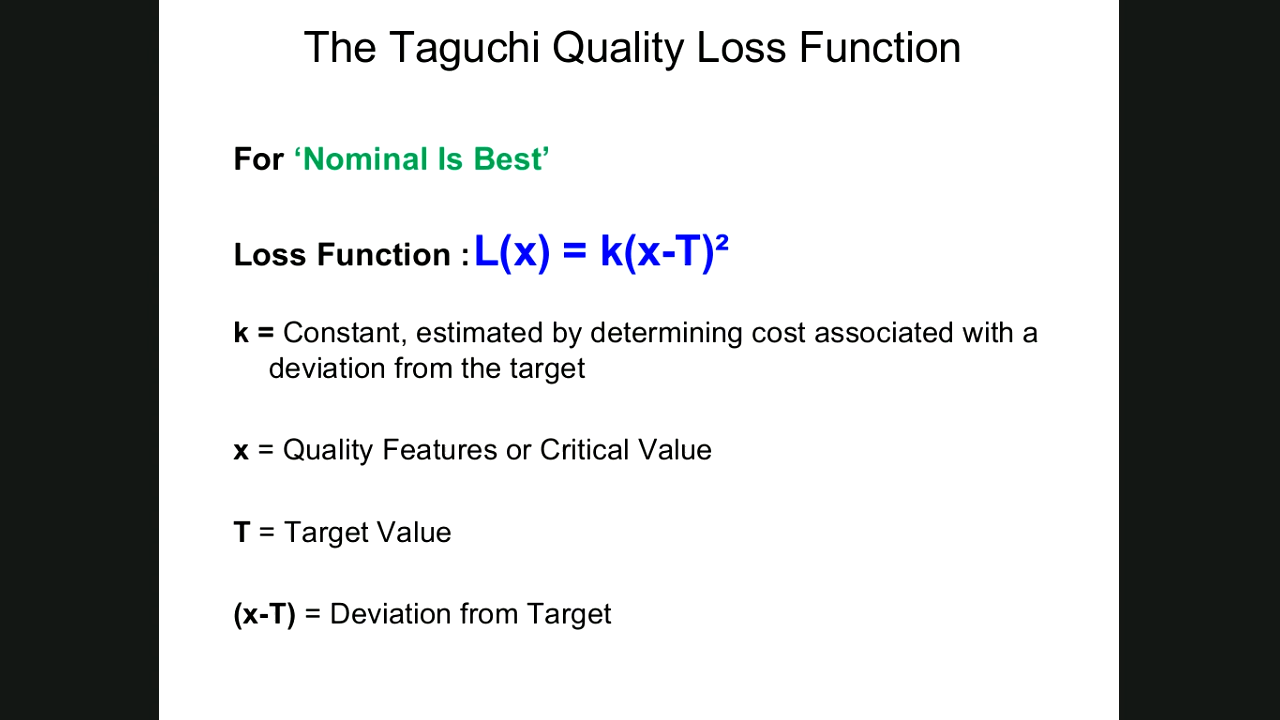 The Taguchi Quality Loss Function
For ‘Nominal Is Best’
Loss Function : L(x) = k(x-T)²
k = Constant, estimated by determining cost associated with a
deviation from the target
x = Quality Features or Critical Value
T = Target Value
(x-T) = Deviation from Target